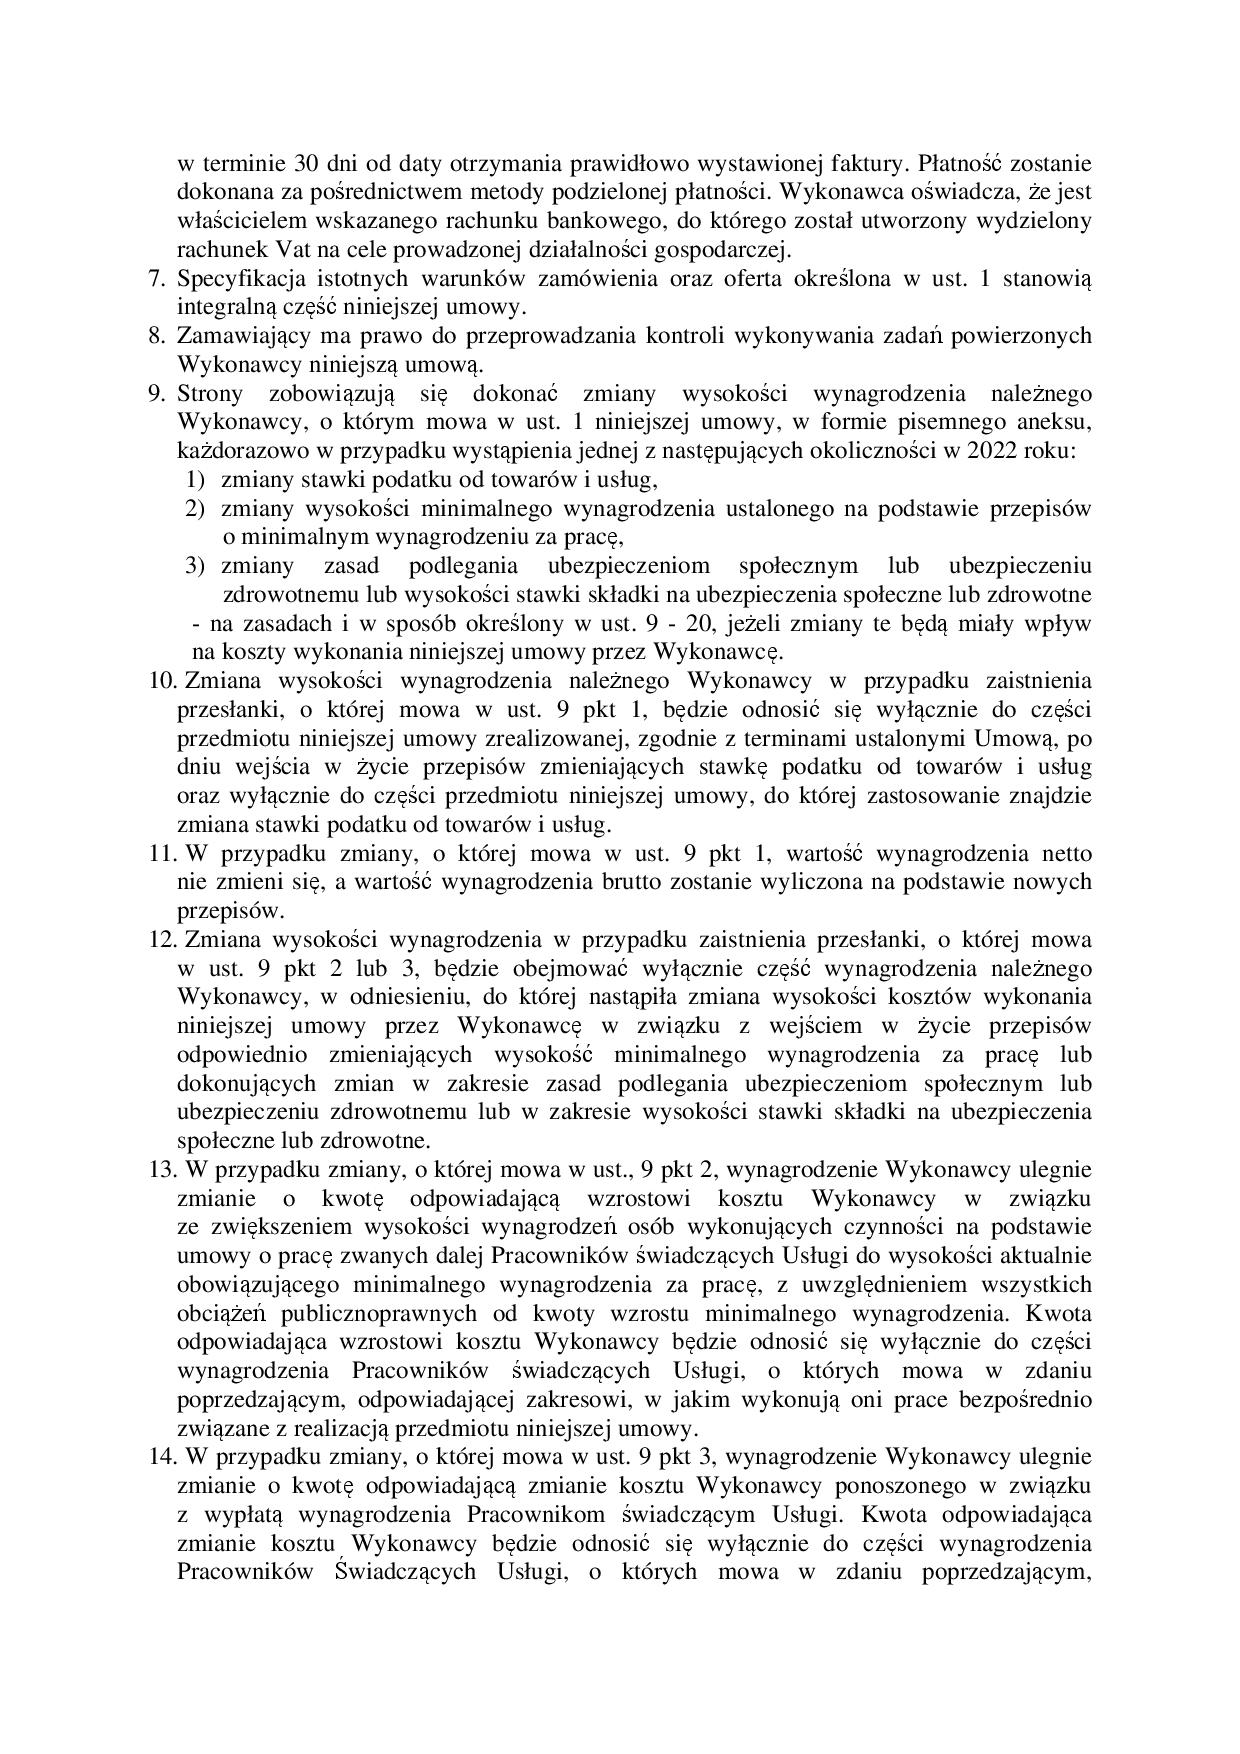 w terminie 30 dni od daty otrzymania prawidłowo wystawionej faktury. Płatność zostanie
dokonana za pośrednictwem metody podzielonej płatności. Wykonawca oświadcza, że jest
właścicielem wskazanego rachunku bankowego, do którego został utworzony wydzielony
rachunek Vat na cele prowadzonej działalności gospodarczej.
7. Specyfikacja istotnych warunków zamówienia oraz oferta określona w ust. 1 stanowią
integralną część niniejszej umowy.
8. Zamawiający ma prawo do przeprowadzania kontroli wykonywania zadań powierzonych
Wykonawcy niniejszą umową.
9. Strony zobowiązują się dokonać zmiany wysokości wynagrodzenia należnego
Wykonawcy, o którym mowa w ust. 1 niniejszej umowy, w formie pisemnego aneksu,
każdorazowo w przypadku wystąpienia jednej z następujących okoliczności w 2022 roku:
1) zmiany stawki podatku od towarów i usług,
2) zmiany wysokości minimalnego wynagrodzenia ustalonego na podstawie przepisów
o minimalnym wynagrodzeniu za pracę,
3) zmiany zasad podlegania ubezpieczeniom społecznym lub ubezpieczeniu
zdrowotnemu lub wysokości stawki składki na ubezpieczenia społeczne lub zdrowotne
- na zasadach i w sposób określony w ust. 9 - 20, jeżeli zmiany te będą miały wpływ
na koszty wykonania niniejszej umowy przez Wykonawcę.
10. Zmiana wysokości wynagrodzenia należnego Wykonawcy w przypadku zaistnienia
przesłanki, o której mowa w ust. 9 pkt 1, będzie odnosić się wyłącznie do części
przedmiotu niniejszej umowy zrealizowanej, zgodnie z terminami ustalonymi Umową, po
dniu wejścia w życie przepisów zmieniających stawkę podatku od towarów i usług
oraz wyłącznie do części przedmiotu niniejszej umowy, do której zastosowanie znajdzie
zmiana stawki podatku od towarów i usług.
11. W przypadku zmiany, o której mowa w ust. 9 pkt 1, wartość wynagrodzenia netto
nie zmieni się, a wartość wynagrodzenia brutto zostanie wyliczona na podstawie nowych
przepisów.
12. Zmiana wysokości wynagrodzenia w przypadku zaistnienia przesłanki, o której mowa
w ust. 9 pkt 2 lub 3, będzie obejmować wyłącznie część wynagrodzenia należnego
Wykonawcy, w odniesieniu, do której nastąpiła zmiana wysokości kosztów wykonania
niniejszej umowy przez Wykonawcę w związku z wejściem w życie przepisów
odpowiednio zmieniających wysokość minimalnego wynagrodzenia za pracę lub
dokonujących zmian w zakresie zasad podlegania ubezpieczeniom społecznym lub
ubezpieczeniu zdrowotnemu lub w zakresie wysokości stawki składki na ubezpieczenia
społeczne lub zdrowotne.
13. W przypadku zmiany, o której mowa w ust., 9 pkt 2, wynagrodzenie Wykonawcy ulegnie
zmianie o kwotę odpowiadającą wzrostowi kosztu Wykonawcy w związku
ze zwiększeniem wysokości wynagrodzeń osób wykonujących czynności na podstawie
umowy o pracę zwanych dalej Pracowników świadczących Usługi do wysokości aktualnie
obowiązującego minimalnego wynagrodzenia za pracę, z uwzględnieniem wszystkich
obciążeń publicznoprawnych od kwoty wzrostu minimalnego wynagrodzenia. Kwota
odpowiadająca wzrostowi kosztu Wykonawcy będzie odnosić się wyłącznie do części
wynagrodzenia Pracowników świadczących Usługi, o których mowa w zdaniu
poprzedzającym, odpowiadającej zakresowi, w jakim wykonują oni prace bezpośrednio
związane z realizacją przedmiotu niniejszej umowy.
14. W przypadku zmiany, o której mowa w ust. 9 pkt 3, wynagrodzenie Wykonawcy ulegnie
zmianie o kwotę odpowiadającą zmianie kosztu Wykonawcy ponoszonego w związku
z wypłatą wynagrodzenia Pracownikom świadczącym Usługi. Kwota odpowiadająca
zmianie kosztu Wykonawcy będzie odnosić się wyłącznie do części wynagrodzenia
Pracowników Świadczących Usługi, o których mowa w zdaniu poprzedzającym,